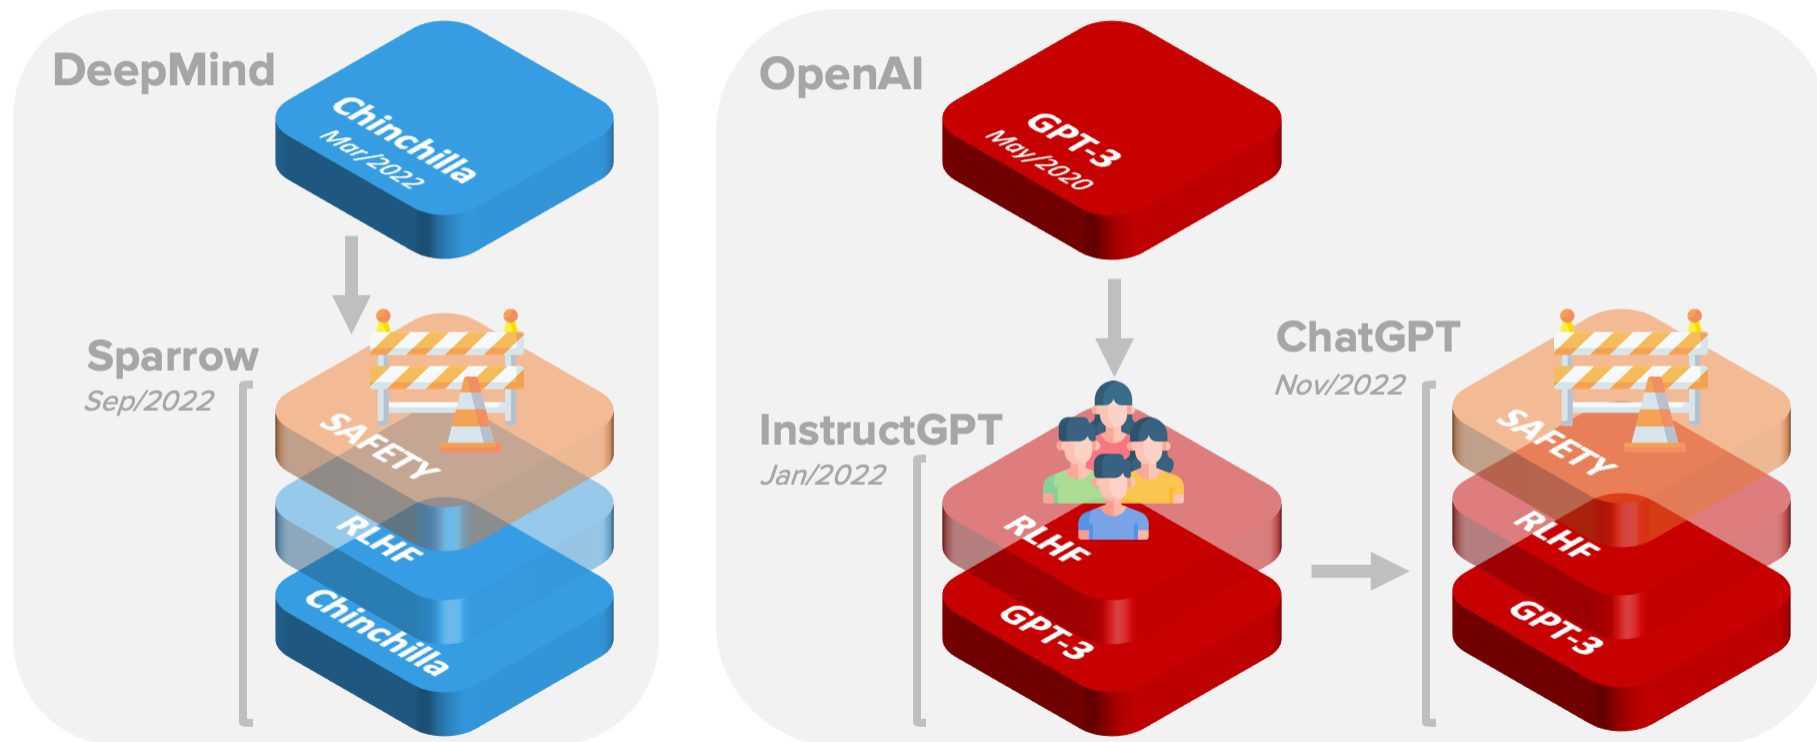 DeepMind
Chinchilla
Mar/2022
Sparrow
Sep/2022
SAFETY
RLHF
Chinchilla
OpenAI
GPT-3
May/2020
InstructGPT
Jan/2022
RLHF
GPT-3
ChatGPT
Nov/2022
SAFETY
RLHF
GPT-3